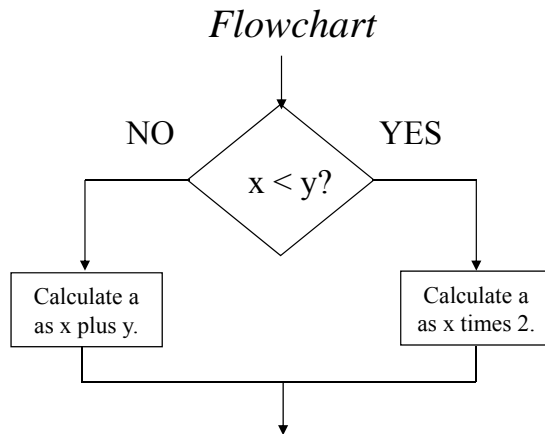 Flowchart
NO
YES
x < y?
Calculate a
as x plus y.
Calculate a
as x times 2.